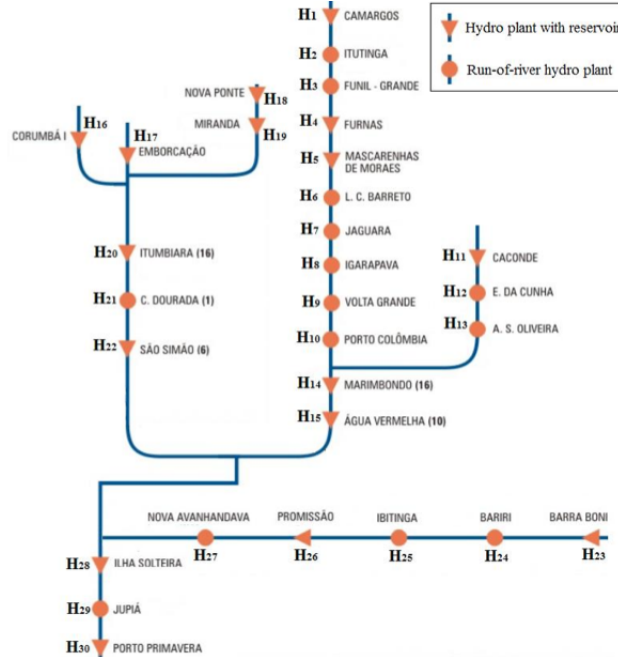 H1 CAMARGOS
Hydro plant with reservoir
H2 ITUTINGA
Run-of-river hydro plant
H3 FUNIL - GRANDE
NOVA PONTE H18
H16
H17
MIRANDA H19
H4 FURNAS
CORUMBÁ I
EMBORCAÇÃO
H5 MASCARENHAS
DE MORAES
H6 L. C. BARRETO
H7 JAGUARA
H20 ITUMBIARA (16)
H8 IGARAPAVA
H11 CACONDE
H21 C. DOURADA (1)
H9 VOLTA GRANDE
H12 E. DA CUNHA
H22 SÃO SIMÃO (6)
H10 PORTO COLÔMBIA
H13 A. S. OLIVEIRA
H14 MARIMBONDO (16)
H15 ÁGUA VERMELHA (10)
NOVA AVANHANDAVA PROMISSÃO IBITINGA BARIRI BARRA BONI
H27 H26 H25 H24 H23
H28 ILHA SOLTEIRA
H29 JUPIÁ
H30 PORTO PRIMAVERA